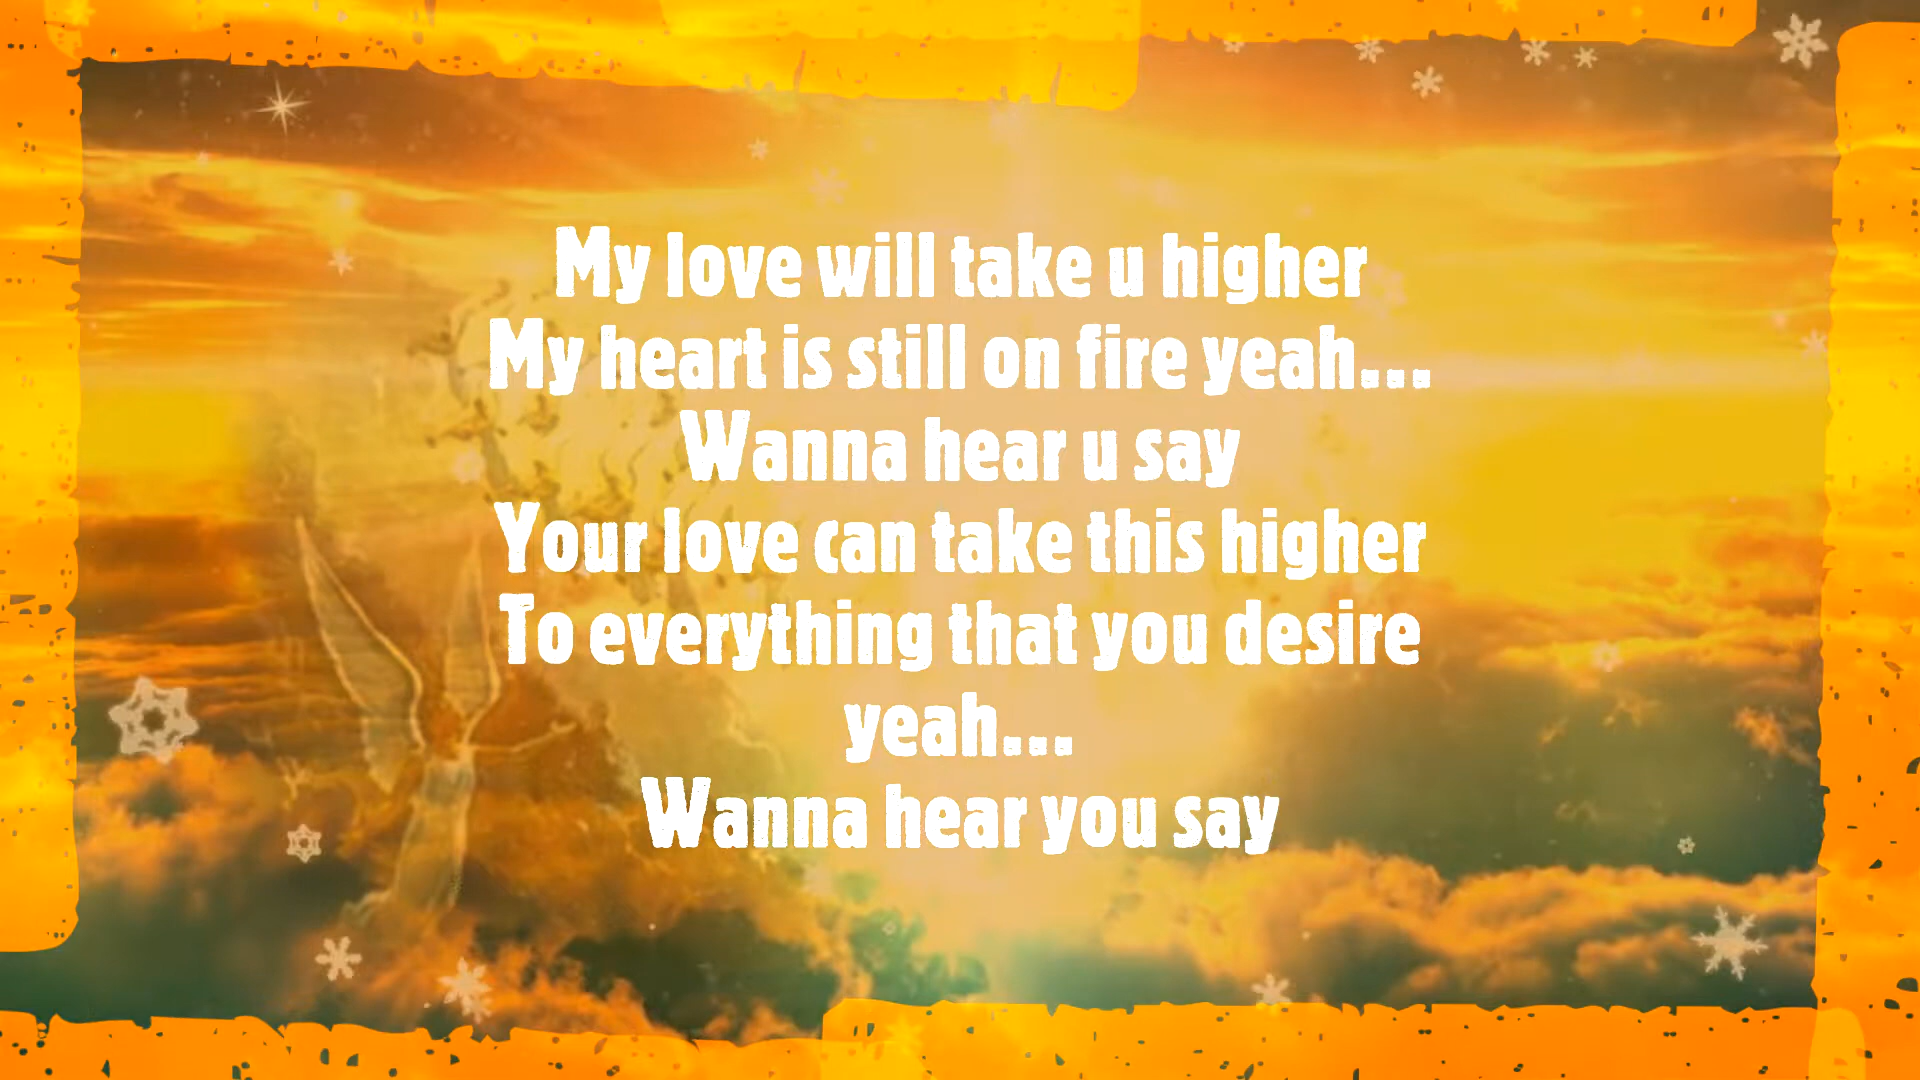 My love will take u higher
My heart is still on fire yeah...
Wanna hear u say
Your love can take this higher
To everything that you desire
yeah...
Wanna hear you say